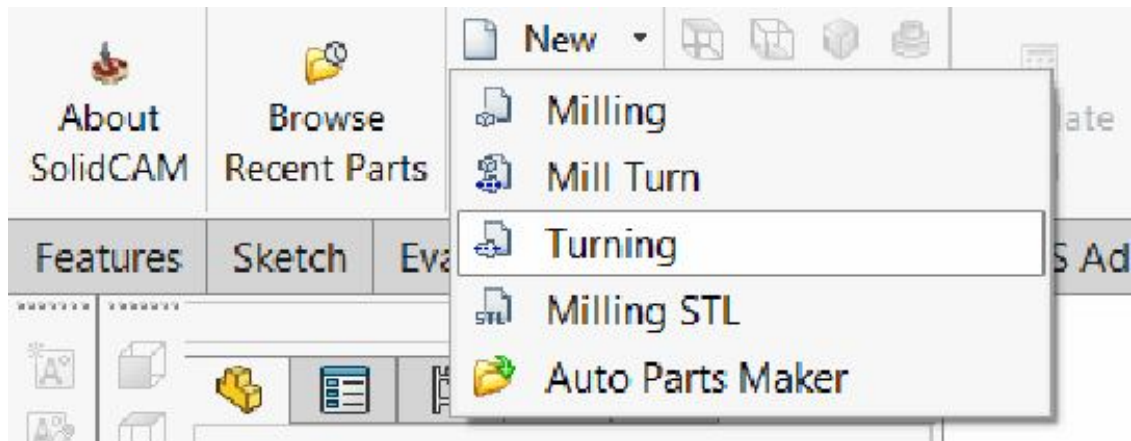 New
About
SolidCAM
Browse
Recent Parts
Milling
Mill Turn
Turning
Milling STL
Auto Parts Maker
Features
Sketch